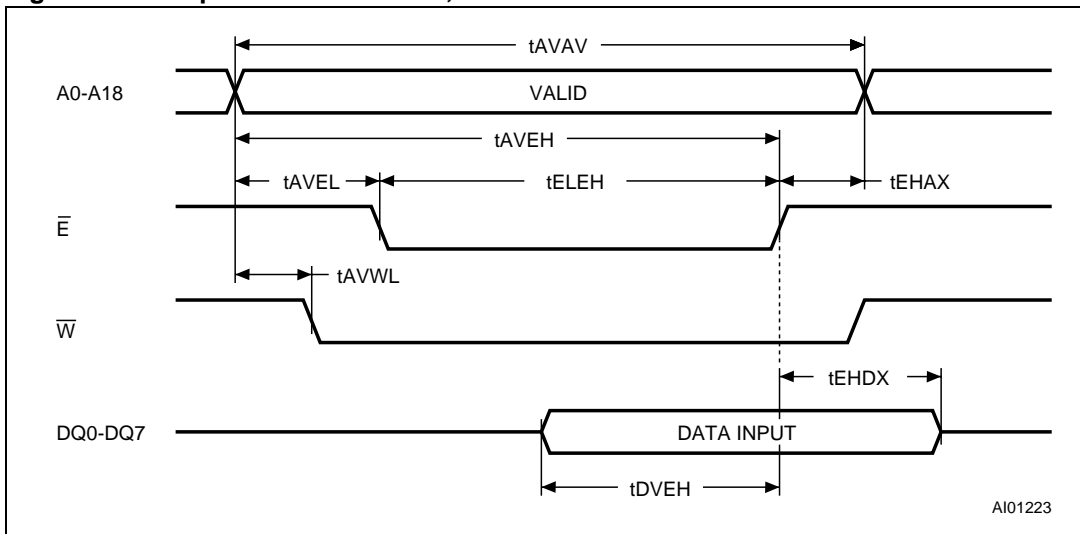 tAVAV
A0-A18
VALID
tAVEH
tAVEL
tELEH
tEHAX
E̅
tAVWL
W̅
tEHDX
DQ0-DQ7
DATA INPUT
tDVEH
AI01223